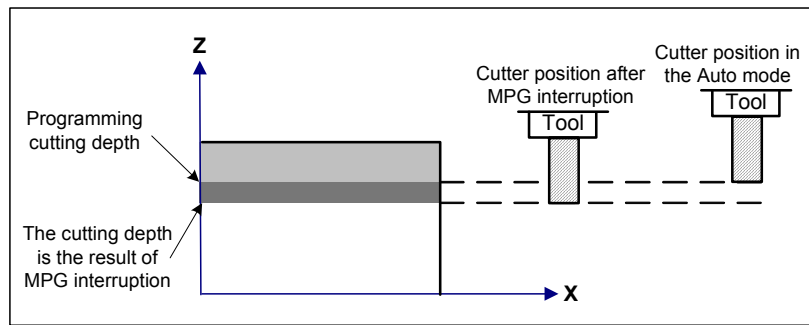 Z
Programming
cutting depth
The cutting depth
is the result of
MPG interruption
Cutter position after
MPG interruption
Tool
Cutter position in
the Auto mode
Tool
X